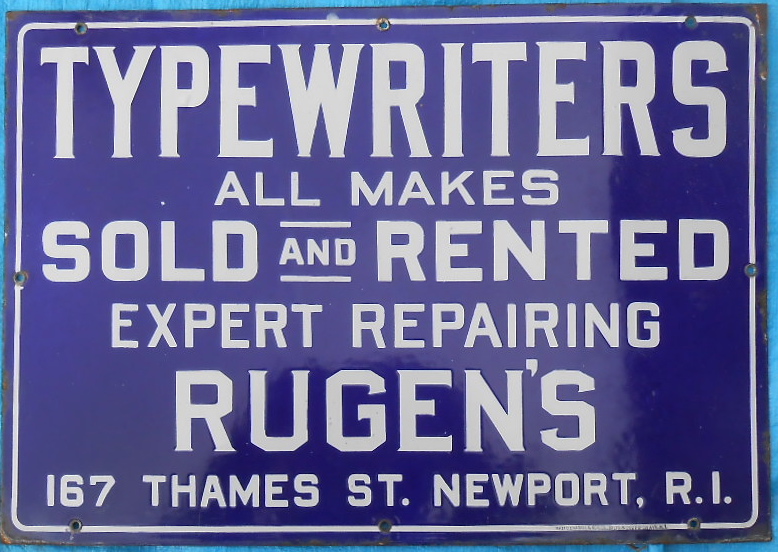 TYPEWRITERS
ALL MAKES
SOLD AND RENTED
EXPERT REPAIRING
RUGEN'S
167 THAMES ST. NEWPORT, R.I.